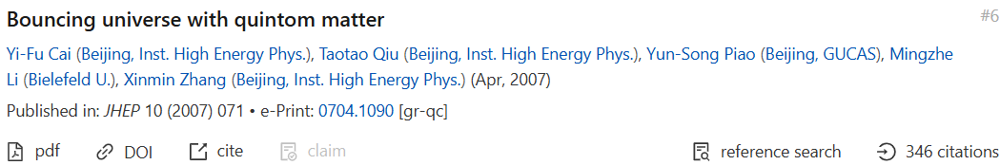 Bouncing universe with quintom matter
#6
Yi-Fu Cai (Beijing, Inst. High Energy Phys.), Taotao Qiu (Beijing, Inst. High Energy Phys.), Yun-Song Piao (Beijing, GUCAS), Mingzhe
Li (Bielefeld U.), Xinmin Zhang (Beijing, Inst. High Energy Phys.) (Apr, 2007)
Published in: JHEP 10 (2007) 071 • e-Print: 0704.1090 [gr-qc]
pdf DOI cite claim reference search 346 citations